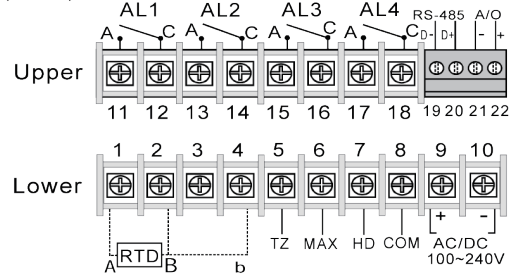 AL1 AL2 AL3 AL4 RS-485 A/O
A C A C A C A C D- D+ - +
Upper
11 12 13 14 15 16 17 18 19 20 21 22
1 2 3 4 5 6 7 8 9 10
Lower
+ -
RTD TZ MAX HD COM AC/DC
A B b 100~240V